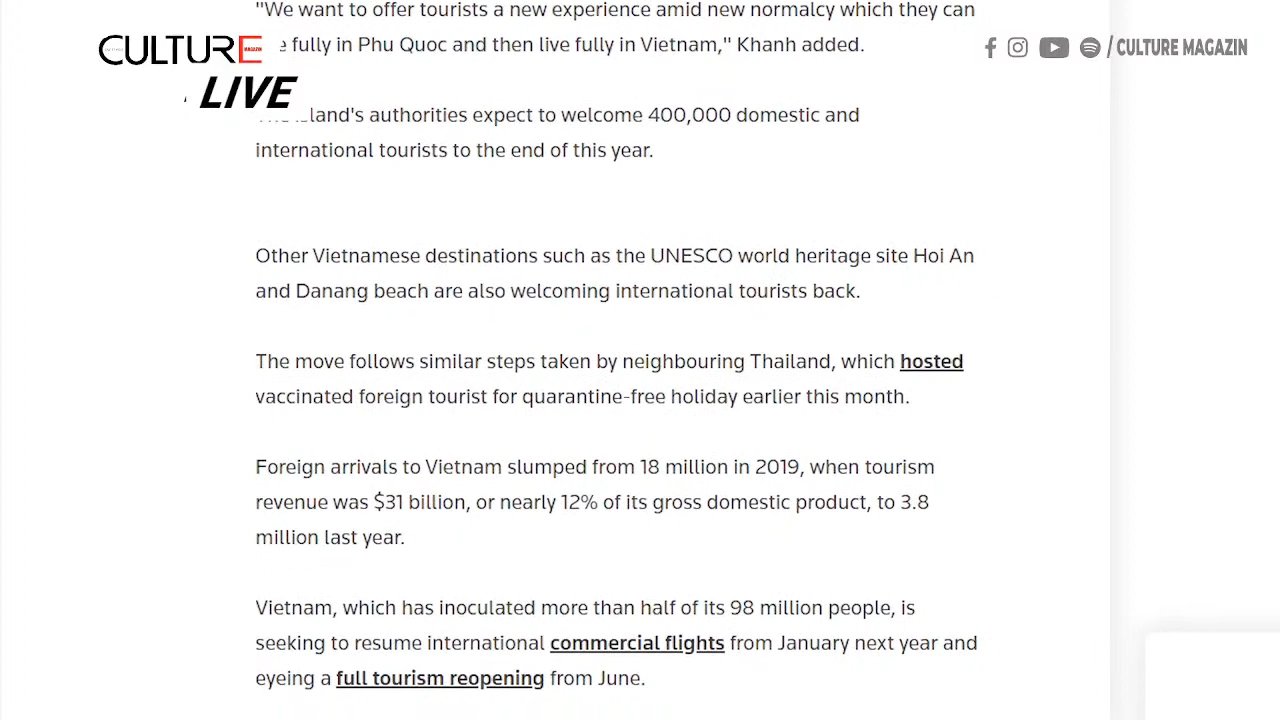 "We want to offer tourists a new experience amid new normalcy which they can
fully in Phu Quoc and then live fully in Vietnam," Khanh added.
CULTURE
MAGAZIN
LIVE
/ CULTURE MAGAZIN
authorities expect to welcome 400,000 domestic and
international tourists to the end of this year.
Other Vietnamese destinations such as the UNESCO world heritage site Hoi An
and Danang beach are also welcoming international tourists back.
The move follows similar steps taken by neighbouring Thailand, which hosted
vaccinated foreign tourist for quarantine-free holiday earlier this month.
Foreign arrivals to Vietnam slumped from 18 million in 2019, when tourism
revenue was $31 billion, or nearly 12% of its gross domestic product, to 3.8
million last year.
Vietnam, which has inoculated more than half of its 98 million people, is
seeking to resume international commercial flights from January next year and
eyeing a full tourism reopening from June.